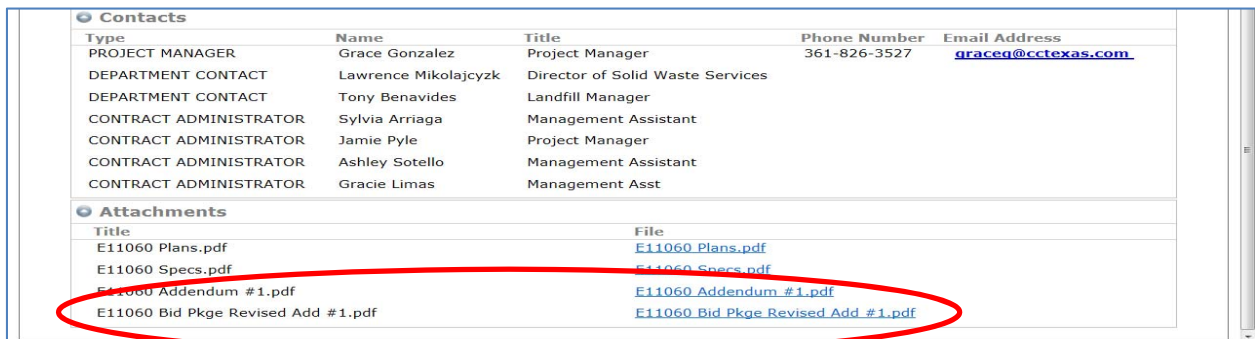 Contacts
Type Name Title Phone Number Email Address
PROJECT MANAGER Grace Gonzalez Project Manager 361-826-3527 graceg@cctexas.com
DEPARTMENT CONTACT Lawrence Mikolajcyzk Director of Solid Waste Services
DEPARTMENT CONTACT Tony Benavides Landfill Manager
CONTRACT ADMINISTRATOR Sylvia Arriaga Management Assistant
CONTRACT ADMINISTRATOR Jamie Pyle Project Manager
CONTRACT ADMINISTRATOR Ashley Sotello Management Assistant
CONTRACT ADMINISTRATOR Gracie Limas Management Asst
Attachments
Title File
E11060 Plans.pdf E11060 Plans.pdf
E11060 Specs.pdf E11060 Specs.pdf
E11060 Addendum #1.pdf E11060 Addendum #1.pdf
E11060 Bid Pkge Revised Add #1.pdf E11060 Bid Pkge Revised Add #1.pdf